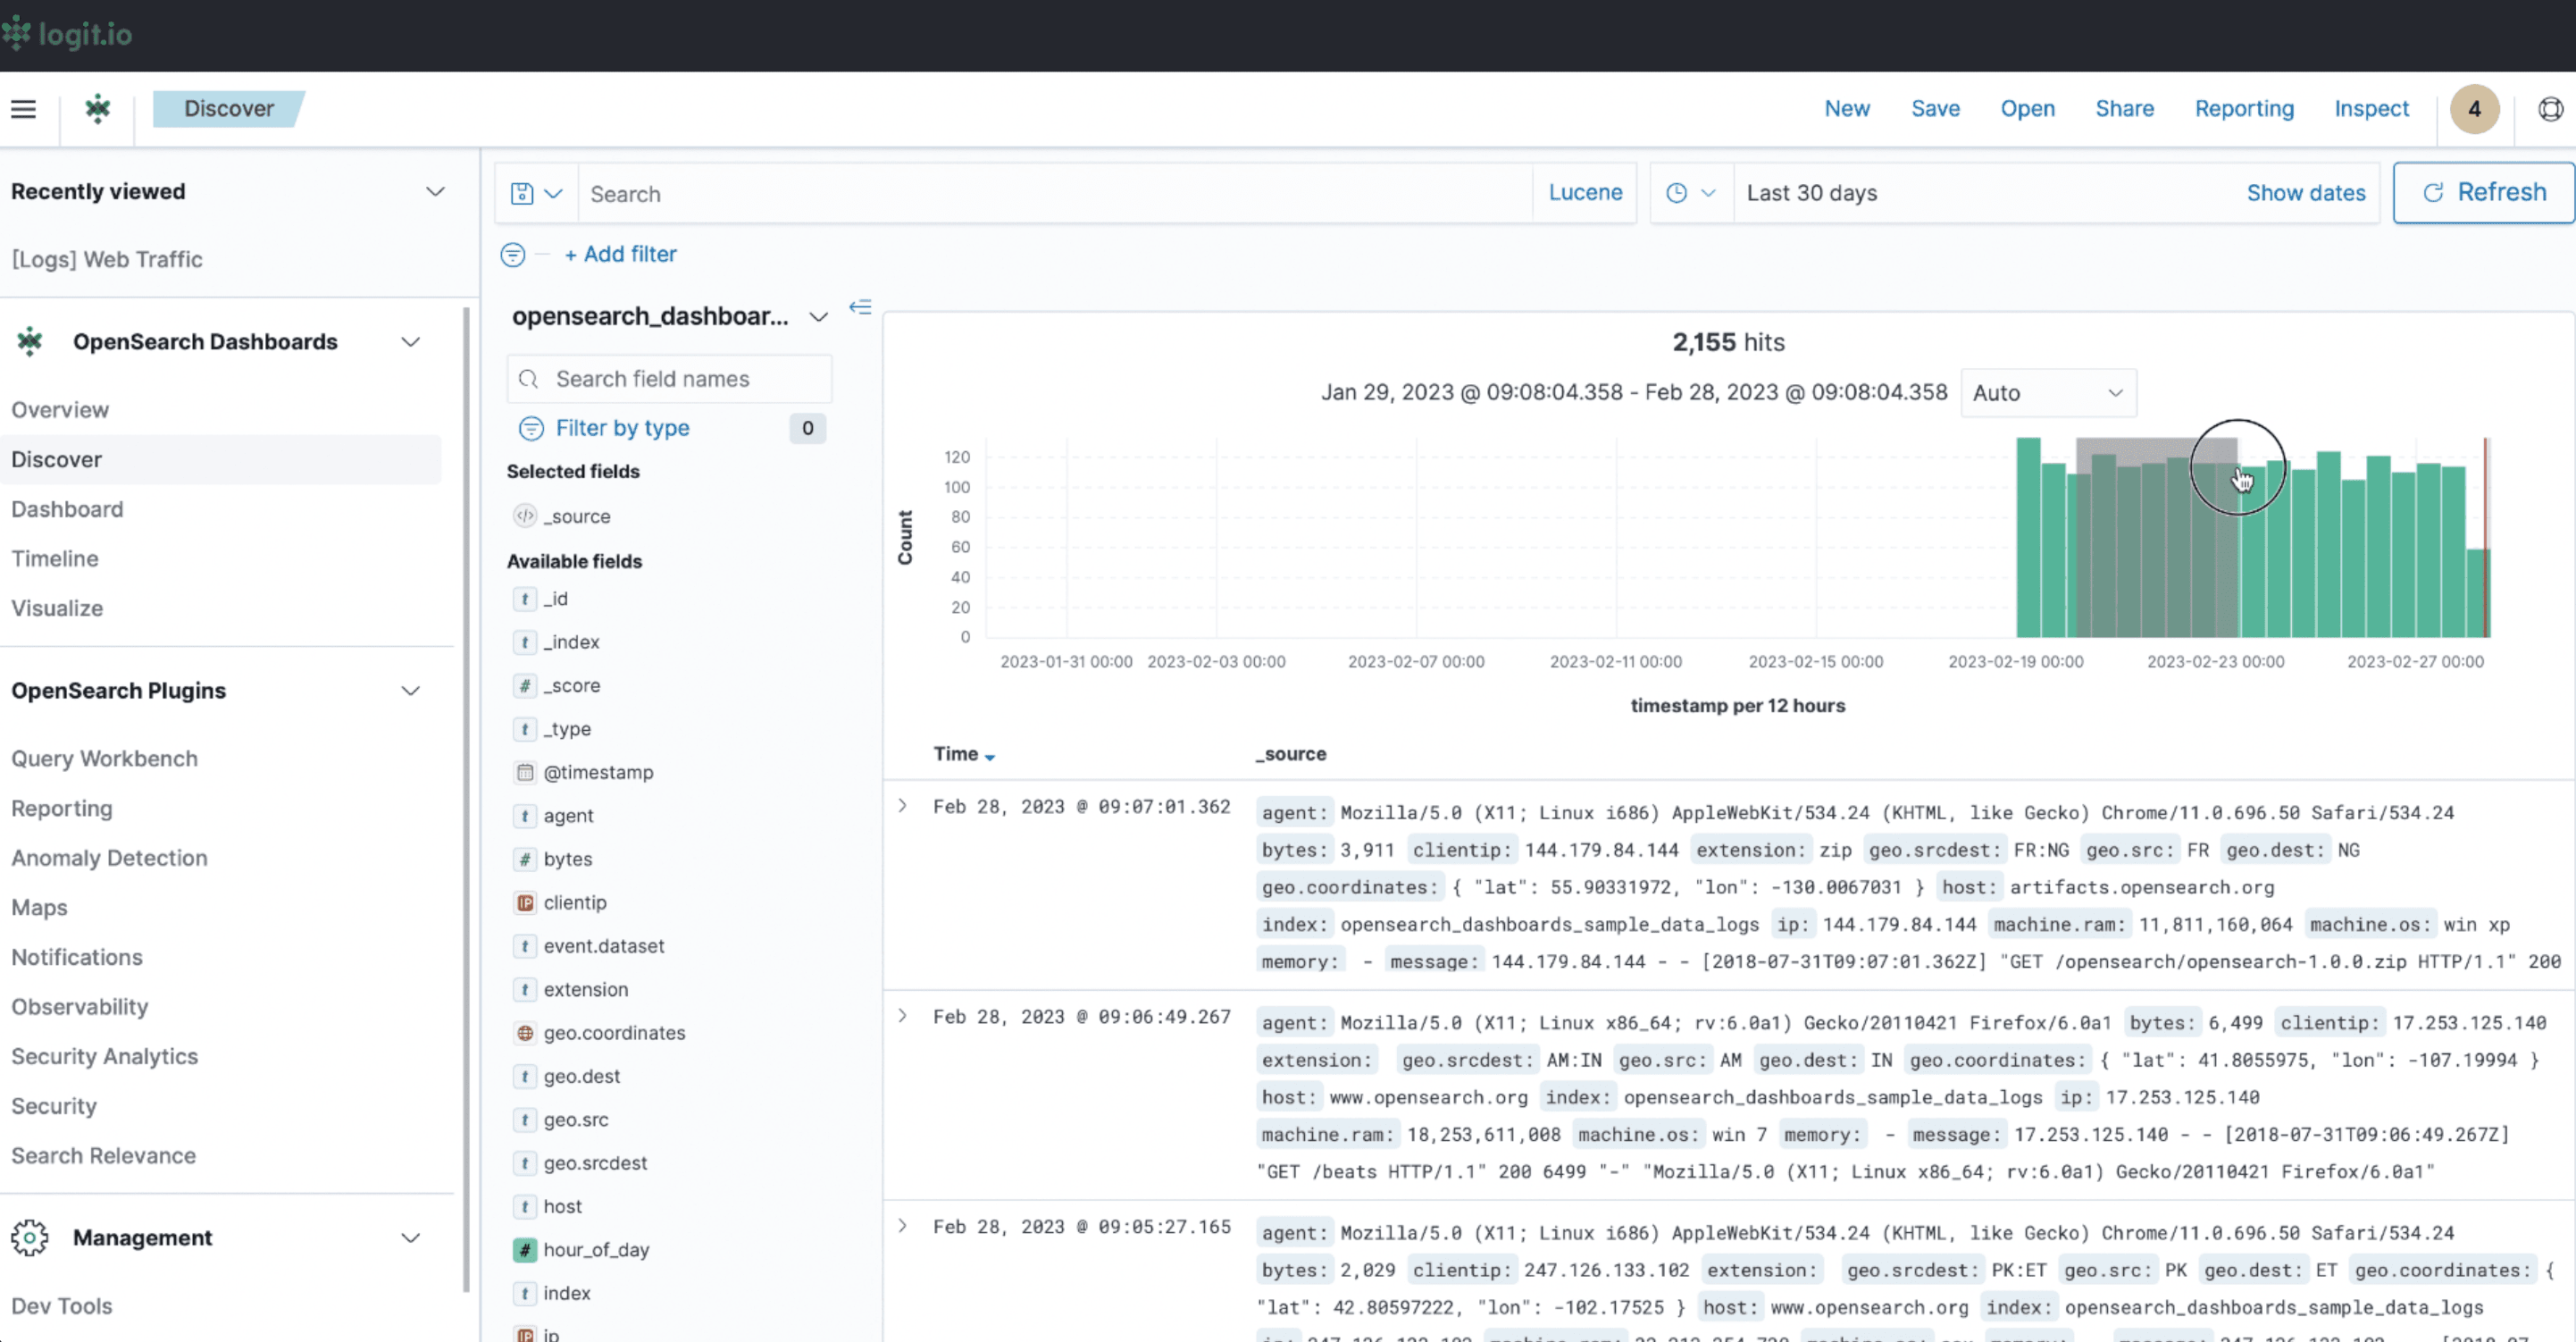 logit.io
Discover
New Save Open Share Reporting Inspect 4
Recently viewed
[Logs] Web Traffic
OpenSearch Dashboards
Overview
Discover
Dashboard
Timeline
Visualize
OpenSearch Plugins
Query Workbench
Reporting
Anomaly Detection
Maps
Notifications
Observability
Security Analytics
Security
Search Relevance
Management
Dev Tools
Search Lucene Last 30 days Show dates Refresh
+ Add filter
opensearch_dashboar...
Search field names
Filter by type 0
Selected fields
_source
Available fields
t _id
t _index
# _score
t _type
@timestamp
t agent
# bytes
IP clientip
t event.dataset
t extension
geo.coordinates
t geo.dest
t geo.src
t geo.srcdest
t host
# hour_of_day
t index
IP ip
2,155 hits
Jan 29, 2023 @ 09:08:04.358 - Feb 28, 2023 @ 09:08:04.358 Auto
Count
120
100
80
60
40
20
0
2023-01-31 00:00 2023-02-03 00:00 2023-02-07 00:00 2023-02-11 00:00 2023-02-15 00:00 2023-02-19 00:00 2023-02-23 00:00 2023-02-27 00:00
timestamp per 12 hours
Time _source
Feb 28, 2023 @ 09:07:01.362 agent: Mozilla/5.0 (X11; Linux i686) AppleWebKit/534.24 (KHTML, like Gecko) Chrome/11.0.696.50 Safari/534.24
bytes: 3,911 clientip: 144.179.84.144 extension: zip geo.srcdest: FR:NG geo.src: FR geo.dest: NG
geo.coordinates: { "lat": 55.90331972, "lon": -130.0067031 } host: artifacts.opensearch.org
index: opensearch_dashboards_sample_data_logs ip: 144.179.84.144 machine.ram: 11,811,160,064 machine.os: win xp
memory: - message: 144.179.84.144 - - [2018-07-31T09:07:01.362Z] "GET /opensearch/opensearch-1.0.0.zip HTTP/1.1" 200
Feb 28, 2023 @ 09:06:49.267 agent: Mozilla/5.0 (X11; Linux x86_64; rv:6.0a1) Gecko/20110421 Firefox/6.0a1 bytes: 6,499 clientip: 17.253.125.140
extension: geo.srcdest: AM:IN geo.src: AM geo.dest: IN geo.coordinates: { "lat": 41.8055975, "lon": -107.19994 }
host: www.opensearch.org index: opensearch_dashboards_sample_data_logs ip: 17.253.125.140
machine.ram: 18,253,611,008 machine.os: win 7 memory: - message: 17.253.125.140 - - [2018-07-31T09:06:49.267Z]
"GET /beats HTTP/1.1" 200 6499 "-" "Mozilla/5.0 (X11; Linux x86_64; rv:6.0a1) Gecko/20110421 Firefox/6.0a1"
Feb 28, 2023 @ 09:05:27.165 agent: Mozilla/5.0 (X11; Linux i686) AppleWebKit/534.24 (KHTML, like Gecko) Chrome/11.0.696.50 Safari/534.24
bytes: 2,029 clientip: 247.126.133.102 extension: geo.srcdest: PK:ET geo.src: PK geo.dest: ET geo.coordinates: {
"lat": 42.80597222, "lon": -102.17525 } host: www.opensearch.org index: opensearch_dashboards_sample_data_logs